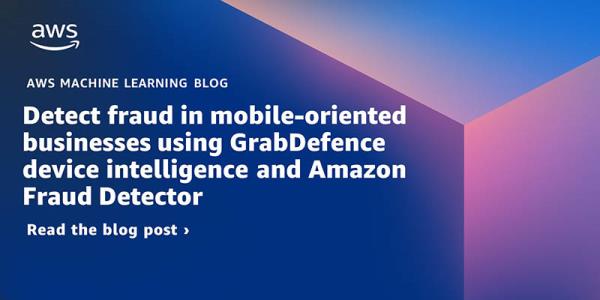 aws
AWS MACHINE LEARNING BLOG
Detect fraud in mobile-oriented
businesses using GrabDefence
device intelligence and Amazon
Fraud Detector
Read the blog post ›